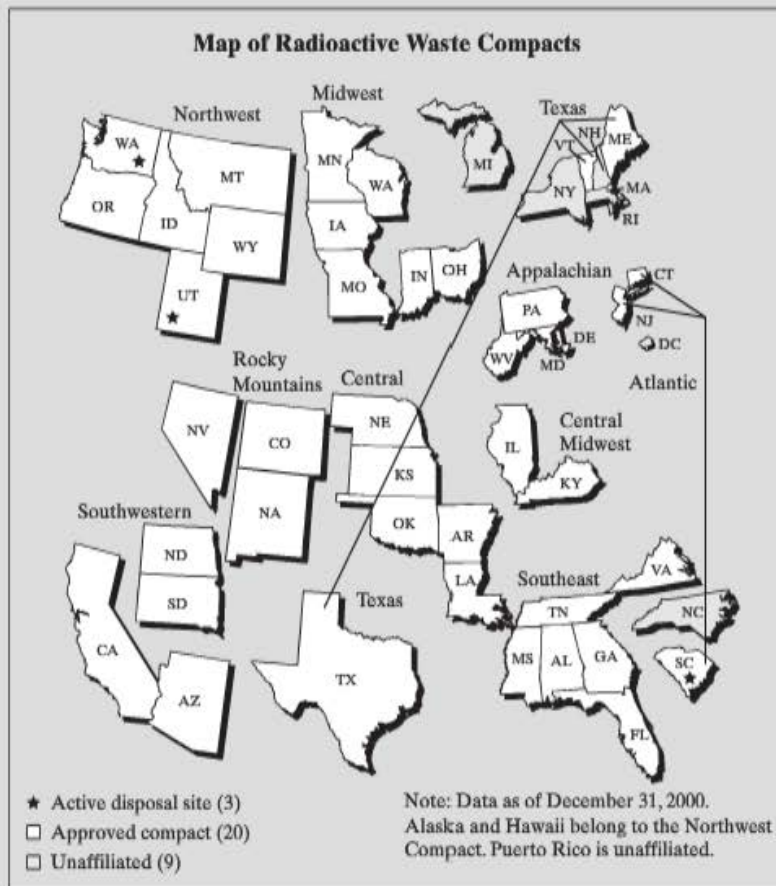 Map of Radioactive Waste Compacts
Northwest
WA
MT
OR
ID
WY
UT
Midwest
MN
WA
IA
MO
IN
OH
MI
Texas
NH
ME
VT
NY
MA
RI
Appalachian
PA
WV
MD
DE
CT
NJ
DC
Atlantic
Rocky
Mountains
NV
CO
NA
Central
NE
KS
OK
AR
LA
Central
Midwest
IL
KY
Southwestern
ND
SD
CA
AZ
Texas
TX
Southeast
VA
TN
NC
MS
AL
GA
SC
FL
★ Active disposal site (3)
□ Approved compact (20)
□ Unaffiliated (9)
Note: Data as of December 31, 2000.
Alaska and Hawaii belong to the Northwest
Compact. Puerto Rico is unaffiliated.